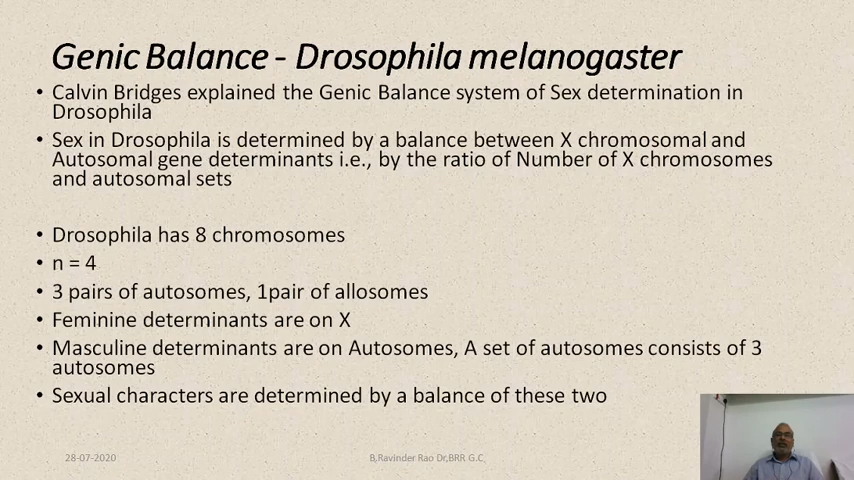 Genic Balance - Drosophila melanogaster
• Calvin Bridges explained the Genic Balance system of Sex determination in
Drosophila
• Sex in Drosophila is determined by a balance between X chromosomal and
Autosomal gene determinants i.e., by the ratio of Number of X chromosomes
and autosomal sets
• Drosophila has 8 chromosomes
• n = 4
• 3 pairs of autosomes, 1pair of allosomes
• Feminine determinants are on X
• Masculine determinants are on Autosomes, A set of autosomes consists of 3
autosomes
• Sexual characters are determined by a balance of these two
28-07-2020
B,Ravinder Rao Dr,BRR G.C